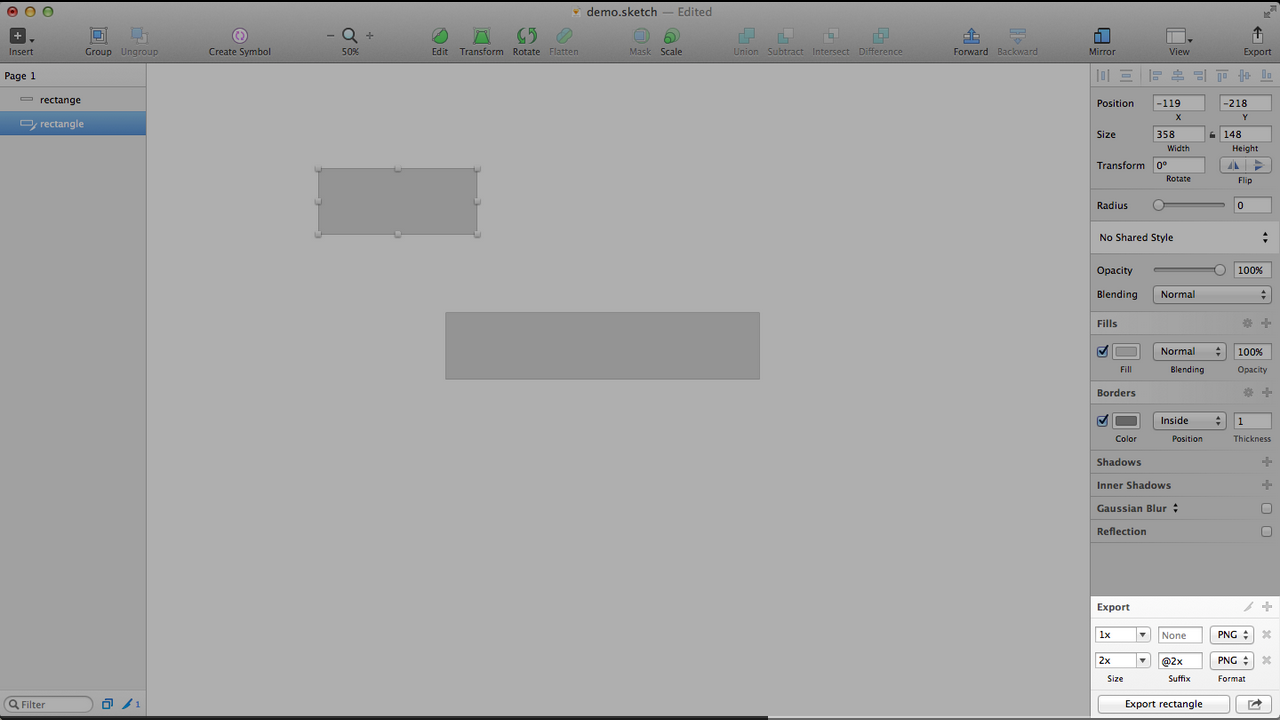 demo.sketch — Edited
Insert Group Ungroup Create Symbol 50% Edit Transform Rotate Flatten Mask Scale Union Subtract Intersect Difference Forward Backward Mirror View Export
Page 1
rectange
rectangle
Position -119 -218
X Y
Size 358 148
Width Height
Transform 0°
Rotate Flip
Radius 0
No Shared Style
Opacity 100%
Blending Normal
Fills
Normal 100%
Fill Blending Opacity
Borders
Inside 1
Color Position Thickness
Shadows
Inner Shadows
Gaussian Blur
Reflection
Export
1x None PNG
2x @2x PNG
Size Suffix Format
Filter 1
Export rectangle